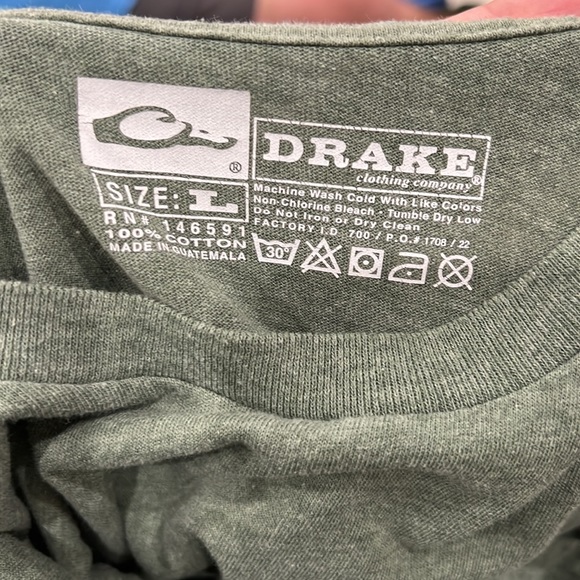 ®
DRAKE
clothing company®
SIZE: L
RN# 146591
100% COTTON
MADE IN GUATEMALA
Machine Wash Cold With Like Colors
Non-Chlorine Bleach - Tumble Dry Low
Do Not Iron or Dry Clean
FACTORY I.D 700 / P.O.# 1708 / 22
30°